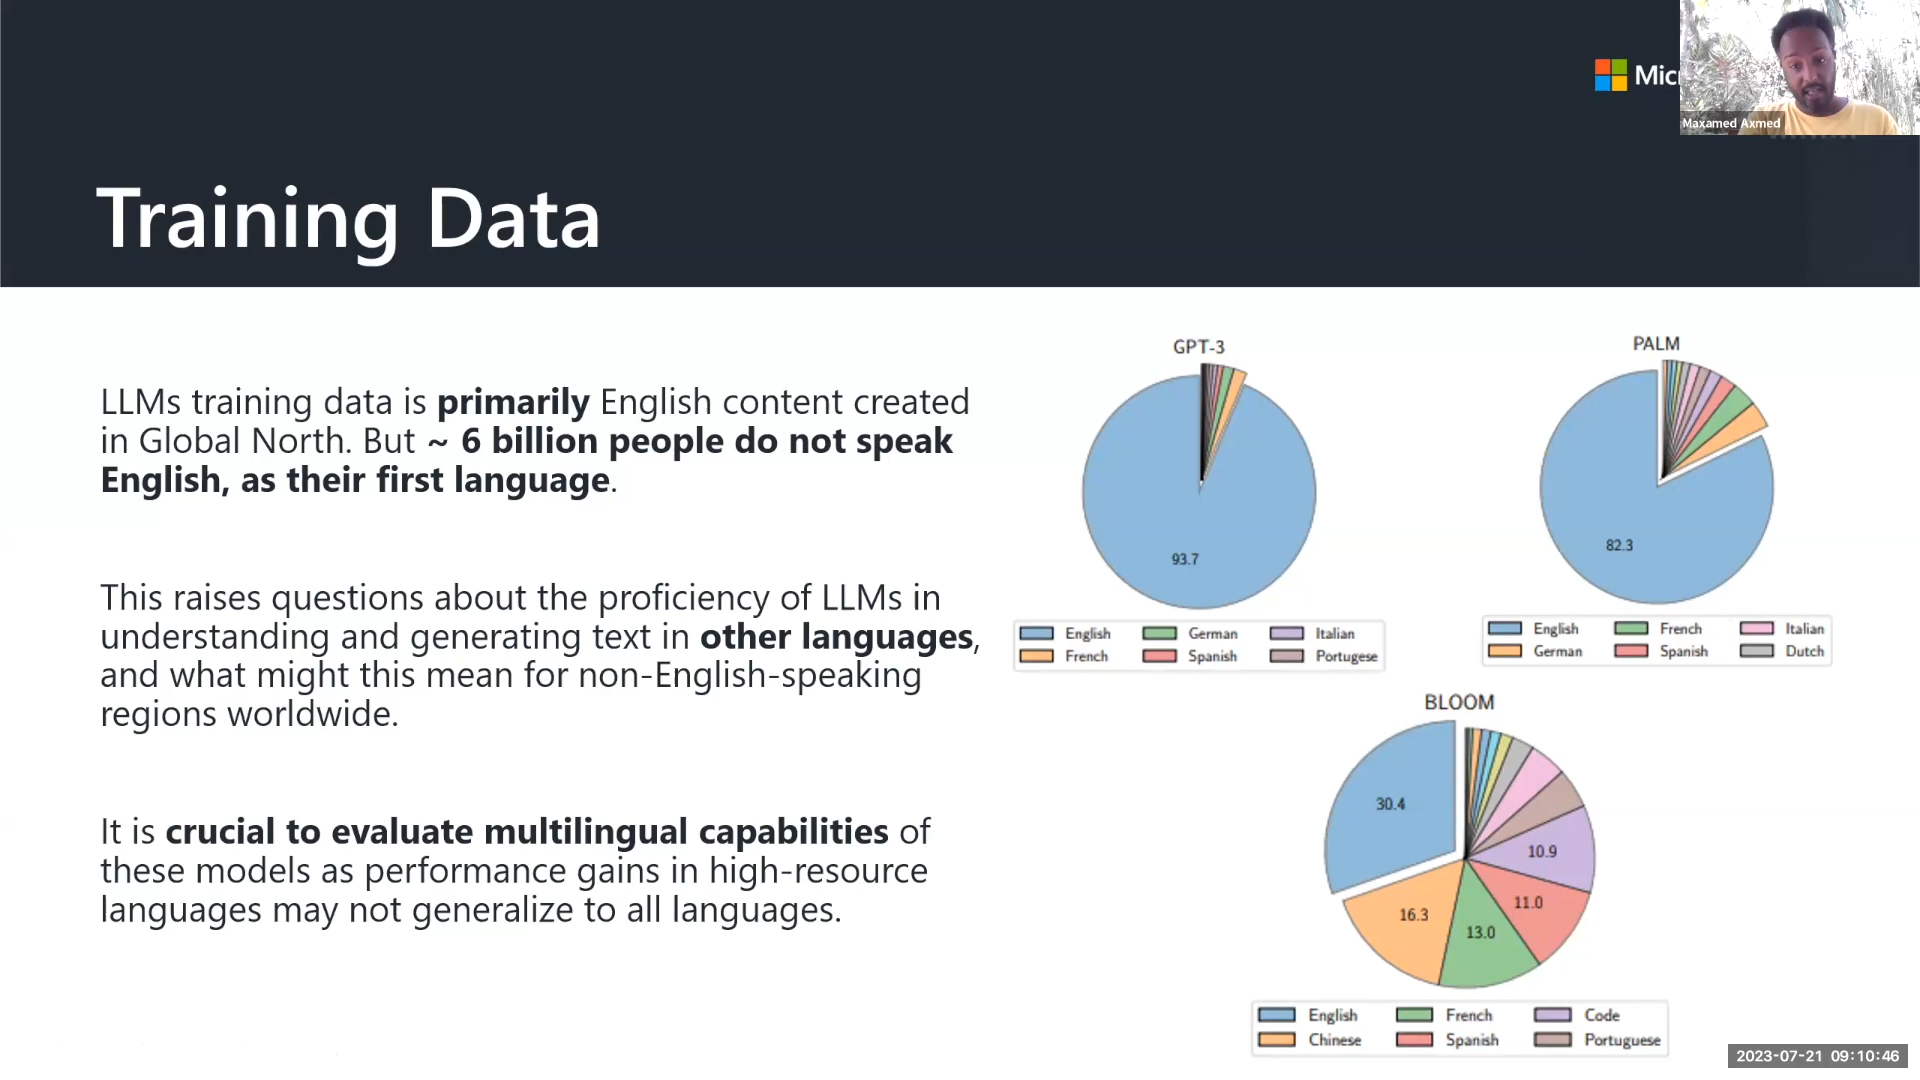 Mic
Maxamed Axmed
Training Data
LLMs training data is primarily English content created
in Global North. But ~ 6 billion people do not speak
English, as their first language.
This raises questions about the proficiency of LLMs in
understanding and generating text in other languages,
and what might this mean for non-English-speaking
regions worldwide.
It is crucial to evaluate multilingual capabilities of
these models as performance gains in high-resource
languages may not generalize to all languages.
GPT-3
93.7
English German Italian
French Spanish Portugese
PALM
82.3
English French Italian
German Spanish Dutch
BLOOM
30.4
10.9
11.0
16.3
13.0
English French Code
Chinese Spanish Portuguese
2023-07-21 09:10:46